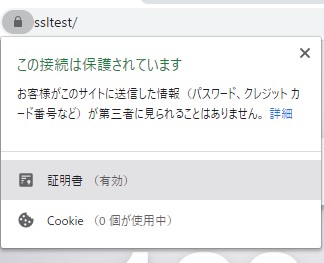 ssltest/
この接続は保護されています
お客様がこのサイトに送信した情報（パスワード、クレジット カ
ード番号など）が第三者に見られることはありません。 詳細
証明書 （有効）
Cookie （0 個が使用中）